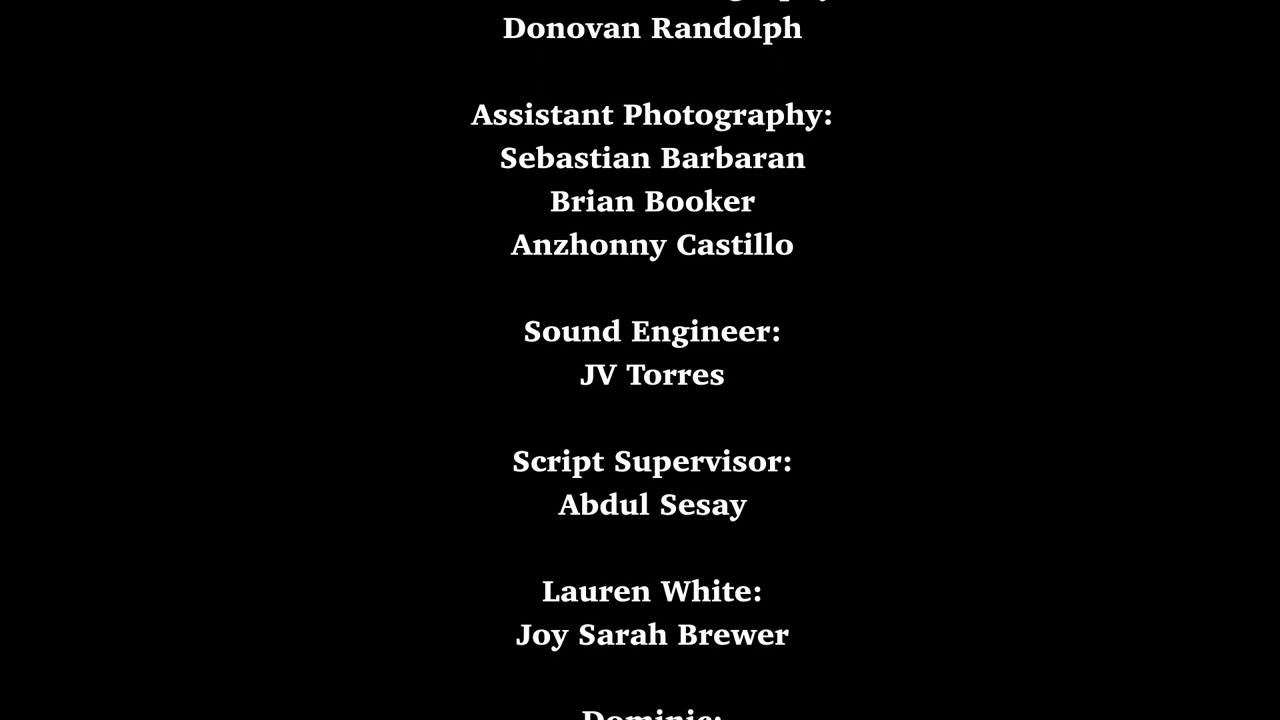 Donovan Randolph
Assistant Photography:
Sebastian Barbaran
Brian Booker
Anzhonny Castillo
Sound Engineer:
JV Torres
Script Supervisor:
Abdul Sesay
Lauren White:
Joy Sarah Brewer
Dominic: